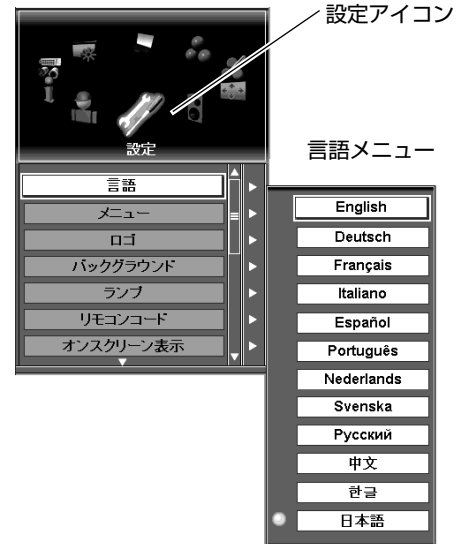 設定アイコン
設定
言語メニュー
言語
メニュー
ロゴ
バックグラウンド
ランプ
リモコンコード
オンスクリーン表示
English
Deutsch
Français
Italiano
Español
Português
Nederlands
Svenska
Русский
中文
한글
日本語